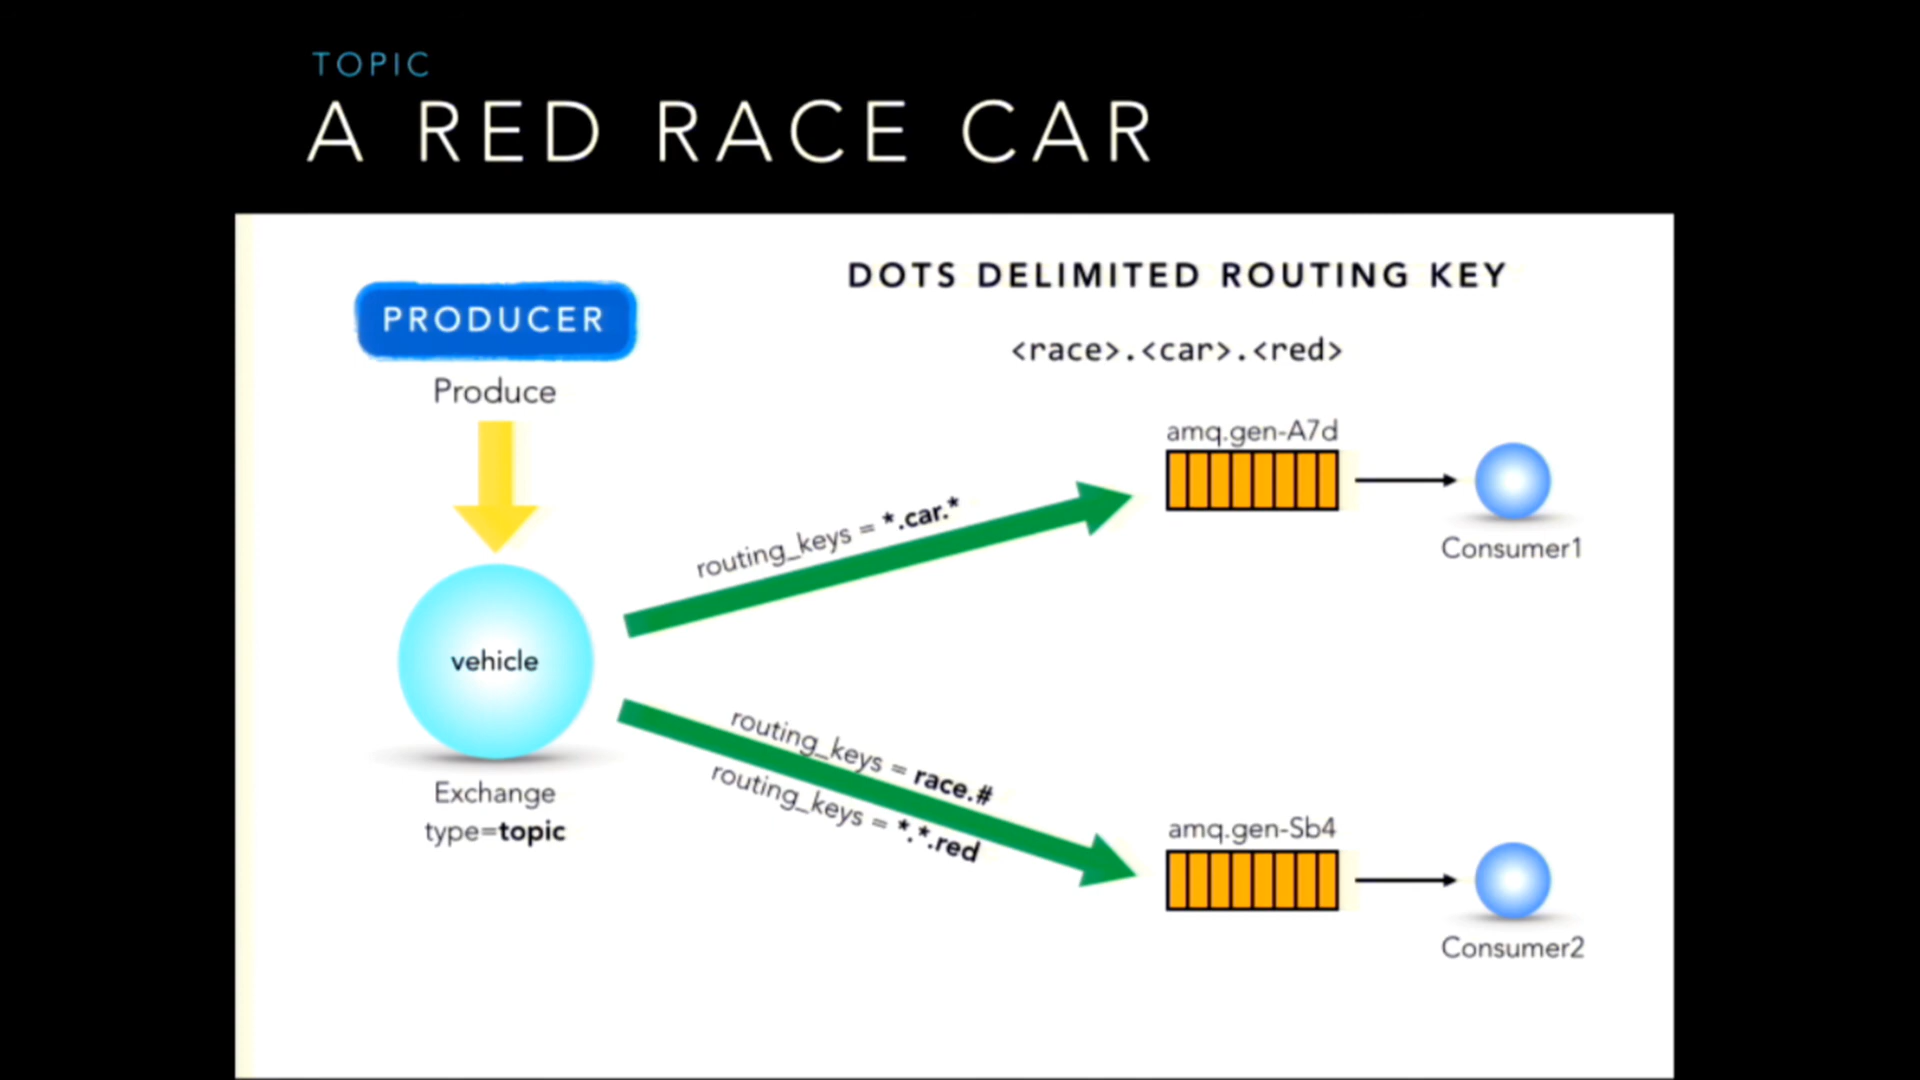 TOPIC
A RED RACE CAR
PRODUCER
Produce
DOTS DELIMITED ROUTING KEY
<race>.<car>.<red>
amq.gen-A7d
Consumer1
routing_keys = *.car.*
vehicle
Exchange
type=topic
routing_keys = race.#
routing_keys = *.*.red
amq.gen-Sb4
Consumer2